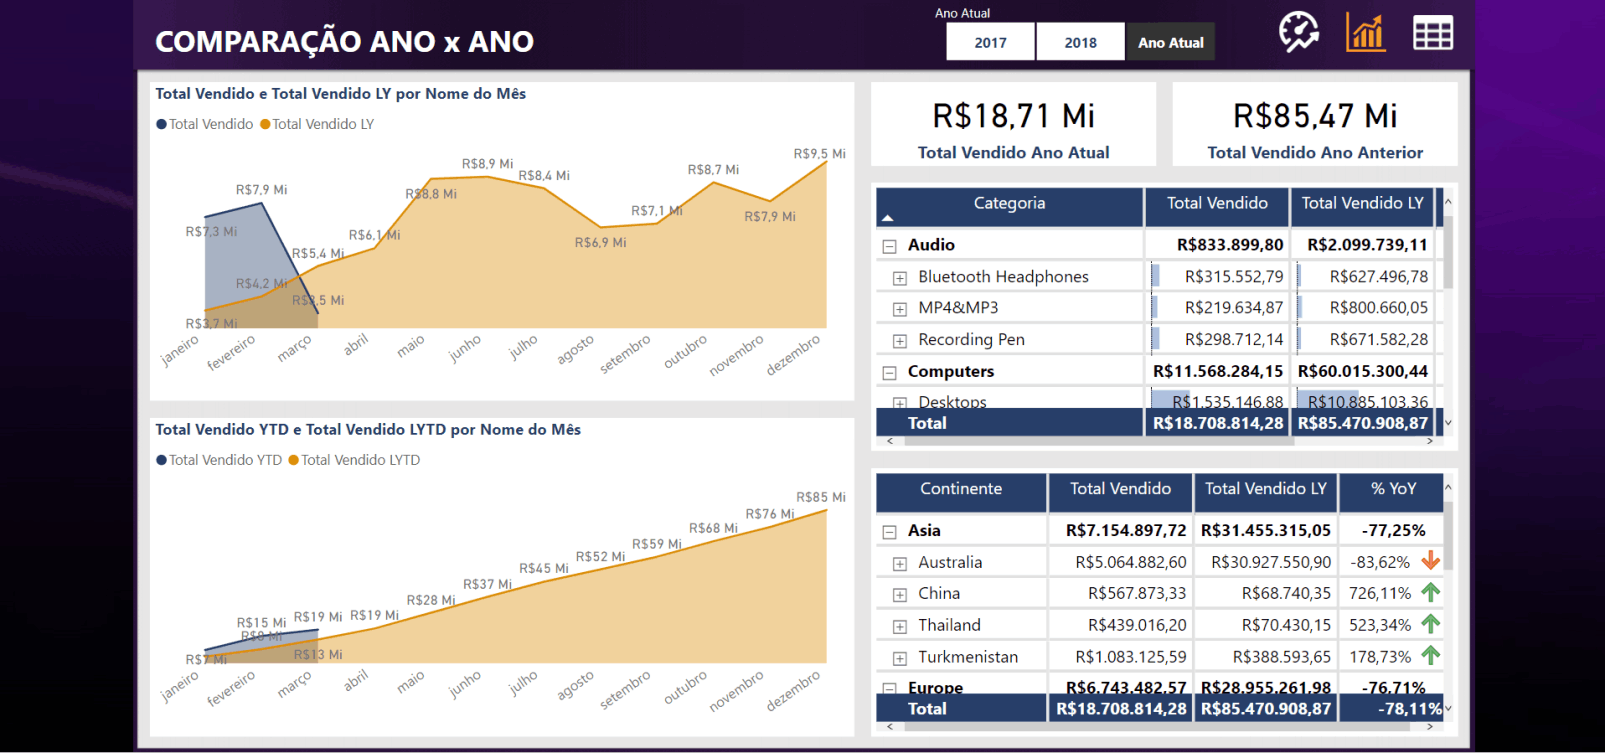 COMPARAÇÃO ANO x ANO
Ano Atual
2017
2018
Ano Atual
Total Vendido e Total Vendido LY por Nome do Mês
Total Vendido
Total Vendido LY
R$7,3 Mi
R$7,9 Mi
R$3,5 Mi
R$3,7 Mi
R$4,2 Mi
R$5,4 Mi
R$6,1 Mi
R$8,8 Mi
R$8,9 Mi
R$8,4 Mi
R$6,9 Mi
R$7,1 Mi
R$8,7 Mi
R$7,9 Mi
R$9,5 Mi
janeiro
fevereiro
março
abril
maio
junho
julho
agosto
setembro
outubro
novembro
dezembro
Total Vendido YTD e Total Vendido LYTD por Nome do Mês
Total Vendido YTD
Total Vendido LYTD
R$7 Mi
R$15 Mi
R$19 Mi
R$8 Mi
R$13 Mi
R$19 Mi
R$28 Mi
R$37 Mi
R$45 Mi
R$52 Mi
R$59 Mi
R$68 Mi
R$76 Mi
R$85 Mi
janeiro
fevereiro
março
abril
maio
junho
julho
agosto
setembro
outubro
novembro
dezembro
R$18,71 Mi
Total Vendido Ano Atual
R$85,47 Mi
Total Vendido Ano Anterior
Categoria Total Vendido Total Vendido LY
Audio R$833.899,80 R$2.099.739,11
Bluetooth Headphones R$315.552,79 R$627.496,78
MP4&MP3 R$219.634,87 R$800.660,05
Recording Pen R$298.712,14 R$671.582,28
Computers R$11.568.284,15 R$60.015.300,44
Desktops R$1.535.146,88 R$10.885.103,36
Total R$18.708.814,28 R$85.470.908,87
Continente Total Vendido Total Vendido LY % YoY
Asia R$7.154.897,72 R$31.455.315,05 -77,25%
Australia R$5.064.882,60 R$30.927.550,90 -83,62%
China R$567.873,33 R$68.740,35 726,11%
Thailand R$439.016,20 R$70.430,15 523,34%
Turkmenistan R$1.083.125,59 R$388.593,65 178,73%
Europe R$6.743.482,57 R$28.955.261,98 -76,71%
Total R$18.708.814,28 R$85.470.908,87 -78,11%